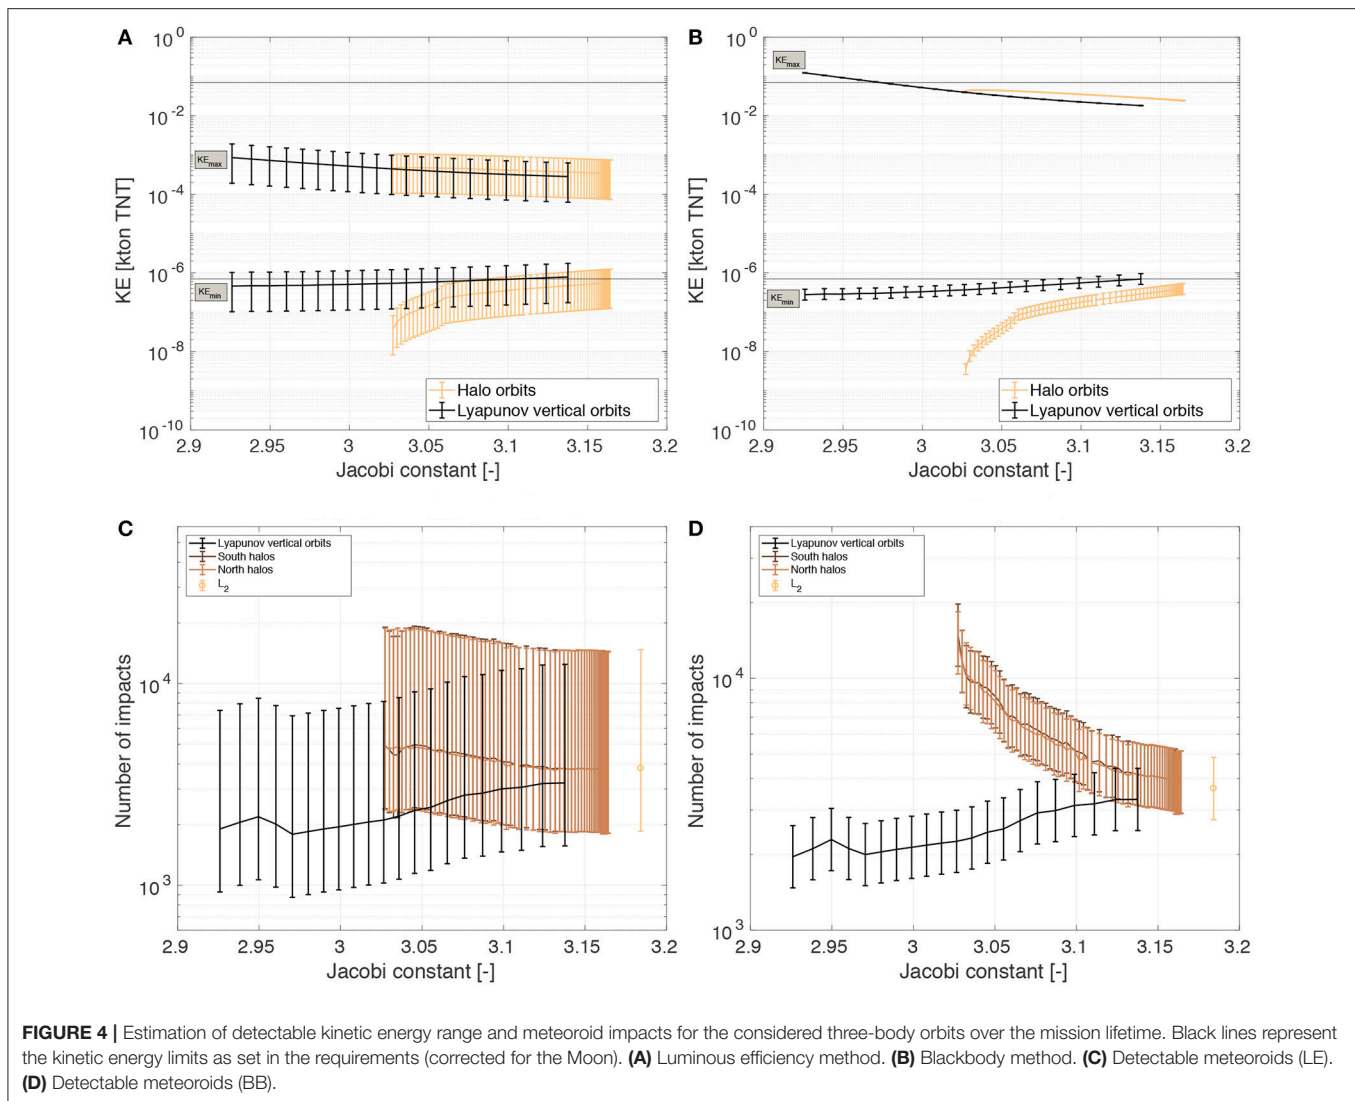 A
10^0
10^-2
10^-4
10^-6
10^-8
10^-10
KE [kton TNT]
KE_max
KE_min
Halo orbits
Lyapunov vertical orbits
2.9 2.95 3 3.05 3.1 3.15 3.2
Jacobi constant [-]
B
10^0
10^-2
10^-4
10^-6
10^-8
10^-10
KE [kton TNT]
KE_max
KE_min
Halo orbits
Lyapunov vertical orbits
2.9 2.95 3 3.05 3.1 3.15 3.2
Jacobi constant [-]
C
Lyapunov vertical orbits
South halos
North halos
L_2
10^4
10^3
Number of impacts
2.9 2.95 3 3.05 3.1 3.15 3.2
Jacobi constant [-]
D
Lyapunov vertical orbits
South halos
North halos
L_2
10^4
10^3
Number of impacts
2.9 2.95 3 3.05 3.1 3.15 3.2
Jacobi constant [-]
FIGURE 4 | Estimation of detectable kinetic energy range and meteoroid impacts for the considered three-body orbits over the mission lifetime. Black lines represent
the kinetic energy limits as set in the requirements (corrected for the Moon). (A) Luminous efficiency method. (B) Blackbody method. (C) Detectable meteoroids (LE).
(D) Detectable meteoroids (BB).